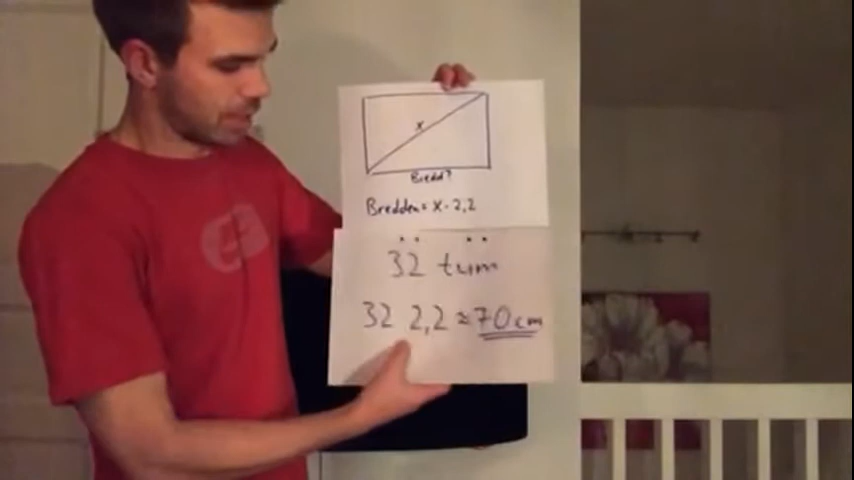 x
Bredd?
Bredden = x · 2,2
32 tum
32 2,2 ≈ 70 cm